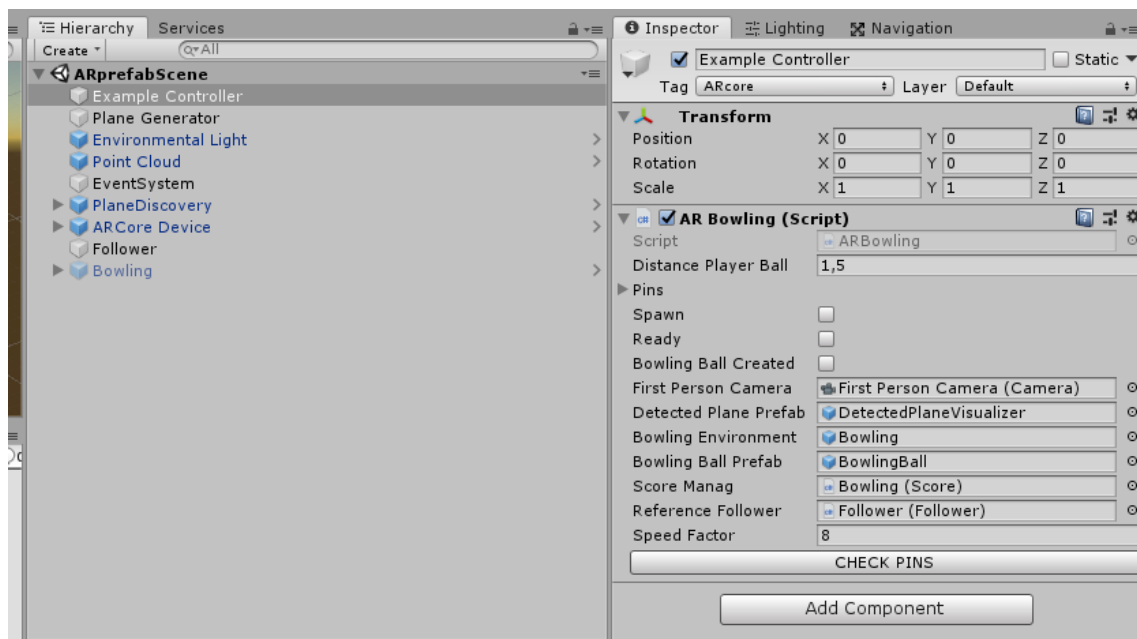 Hierarchy Services
Create All
ARprefabScene
Example Controller
Plane Generator
Environmental Light
Point Cloud
EventSystem
PlaneDiscovery
ARCore Device
Follower
Bowling
Inspector Lighting Navigation
Example Controller Static
Tag ARcore Layer Default
Transform
Position X 0 Y 0 Z 0
Rotation X 0 Y 0 Z 0
Scale X 1 Y 1 Z 1
AR Bowling (Script)
Script ARBowling
Distance Player Ball 1,5
Pins
Spawn
Ready
Bowling Ball Created
First Person Camera First Person Camera (Camera)
Detected Plane Prefab DetectedPlaneVisualizer
Bowling Environment Bowling
Bowling Ball Prefab BowlingBall
Score Manag Bowling (Score)
Reference Follower Follower (Follower)
Speed Factor 8
CHECK PINS
Add Component